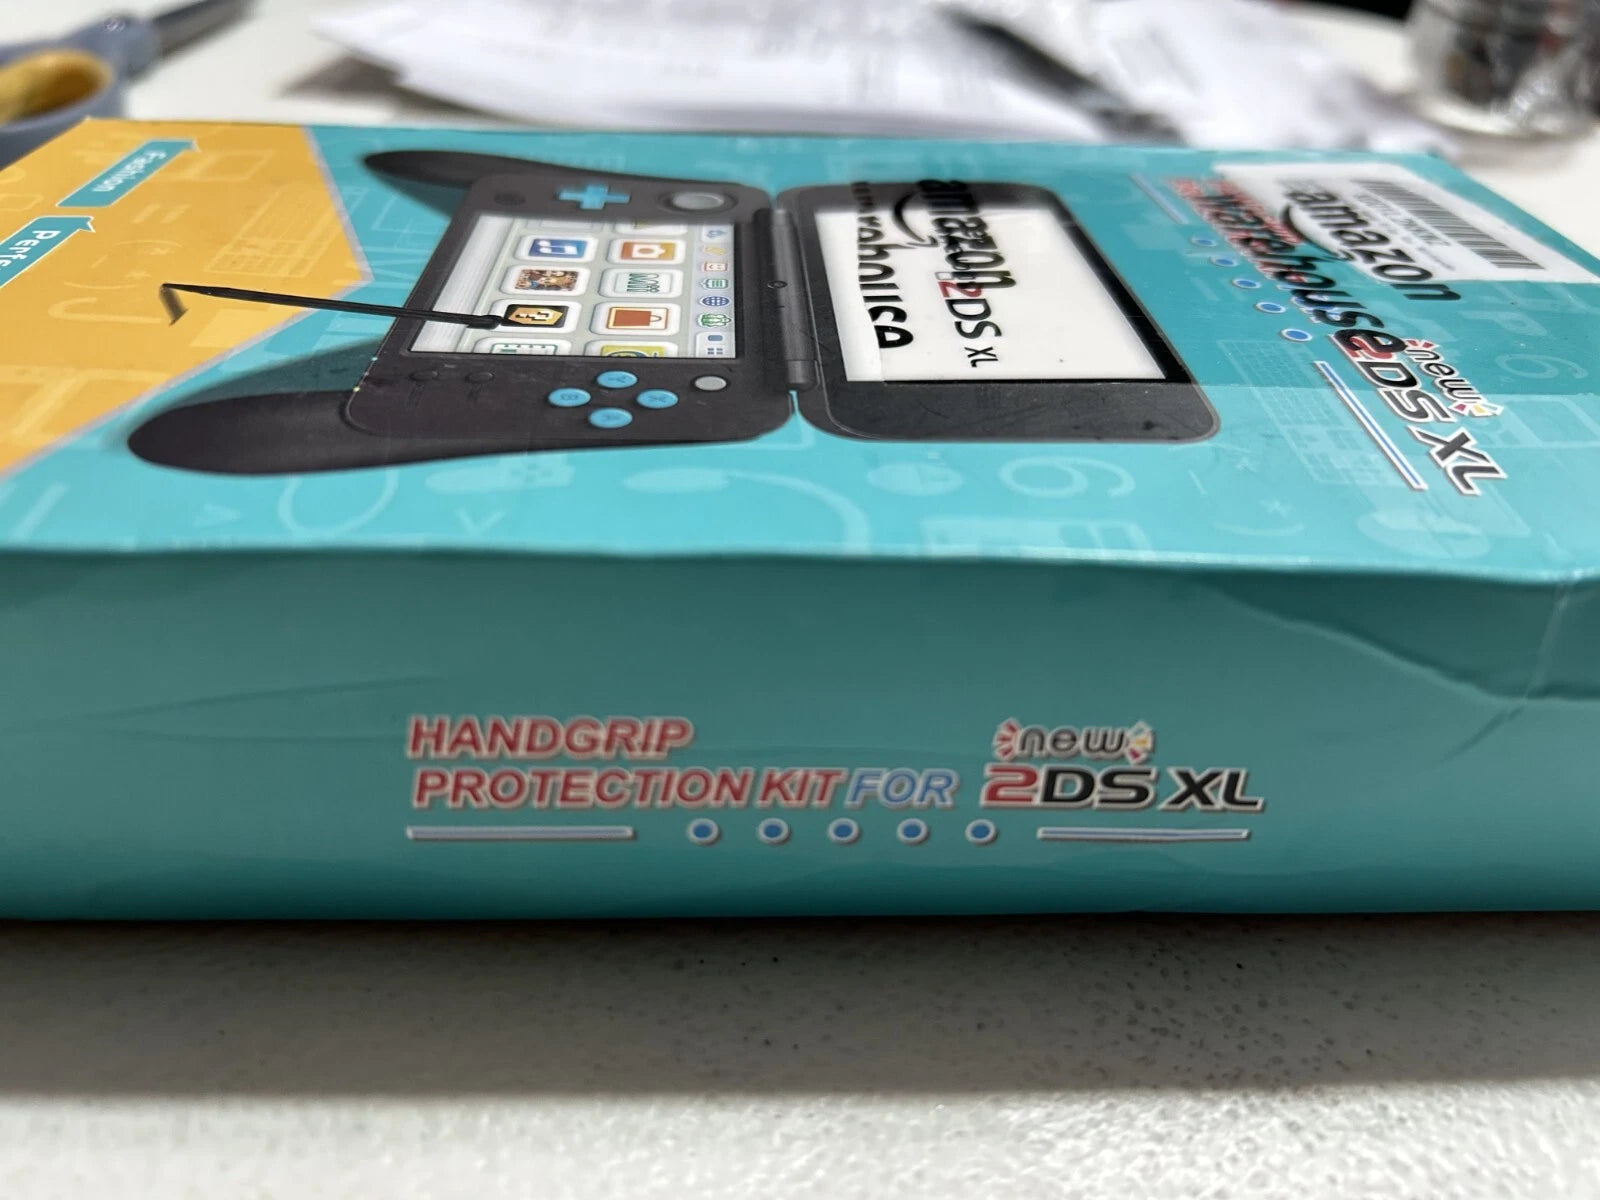 Fashion
amazon
warehouse
2DS XL
amazon
warehouse
new
2DS XL
Y
X
B
A
HANDGRIP
PROTECTION KIT FOR
new
2DS XL